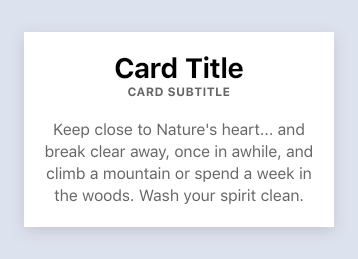 Card Title
CARD SUBTITLE
Keep close to Nature's heart... and
break clear away, once in awhile, and
climb a mountain or spend a week in
the woods. Wash your spirit clean.